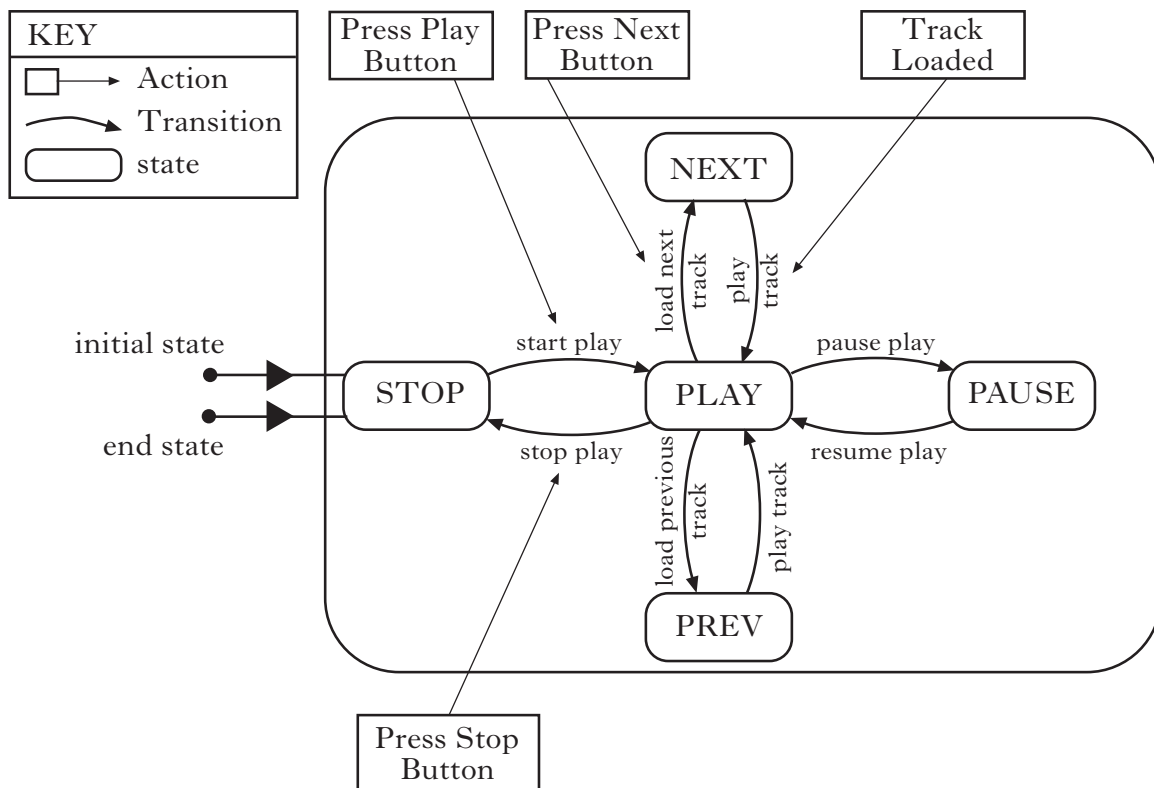 KEY
Action
Transition
state
Press Play
Button
Press Next
Button
Track
Loaded
NEXT
load next
track
play
track
initial state
end state
start play
STOP
stop play
PLAY
pause play
PAUSE
resume play
load previous
track
play track
PREV
Press Stop
Button